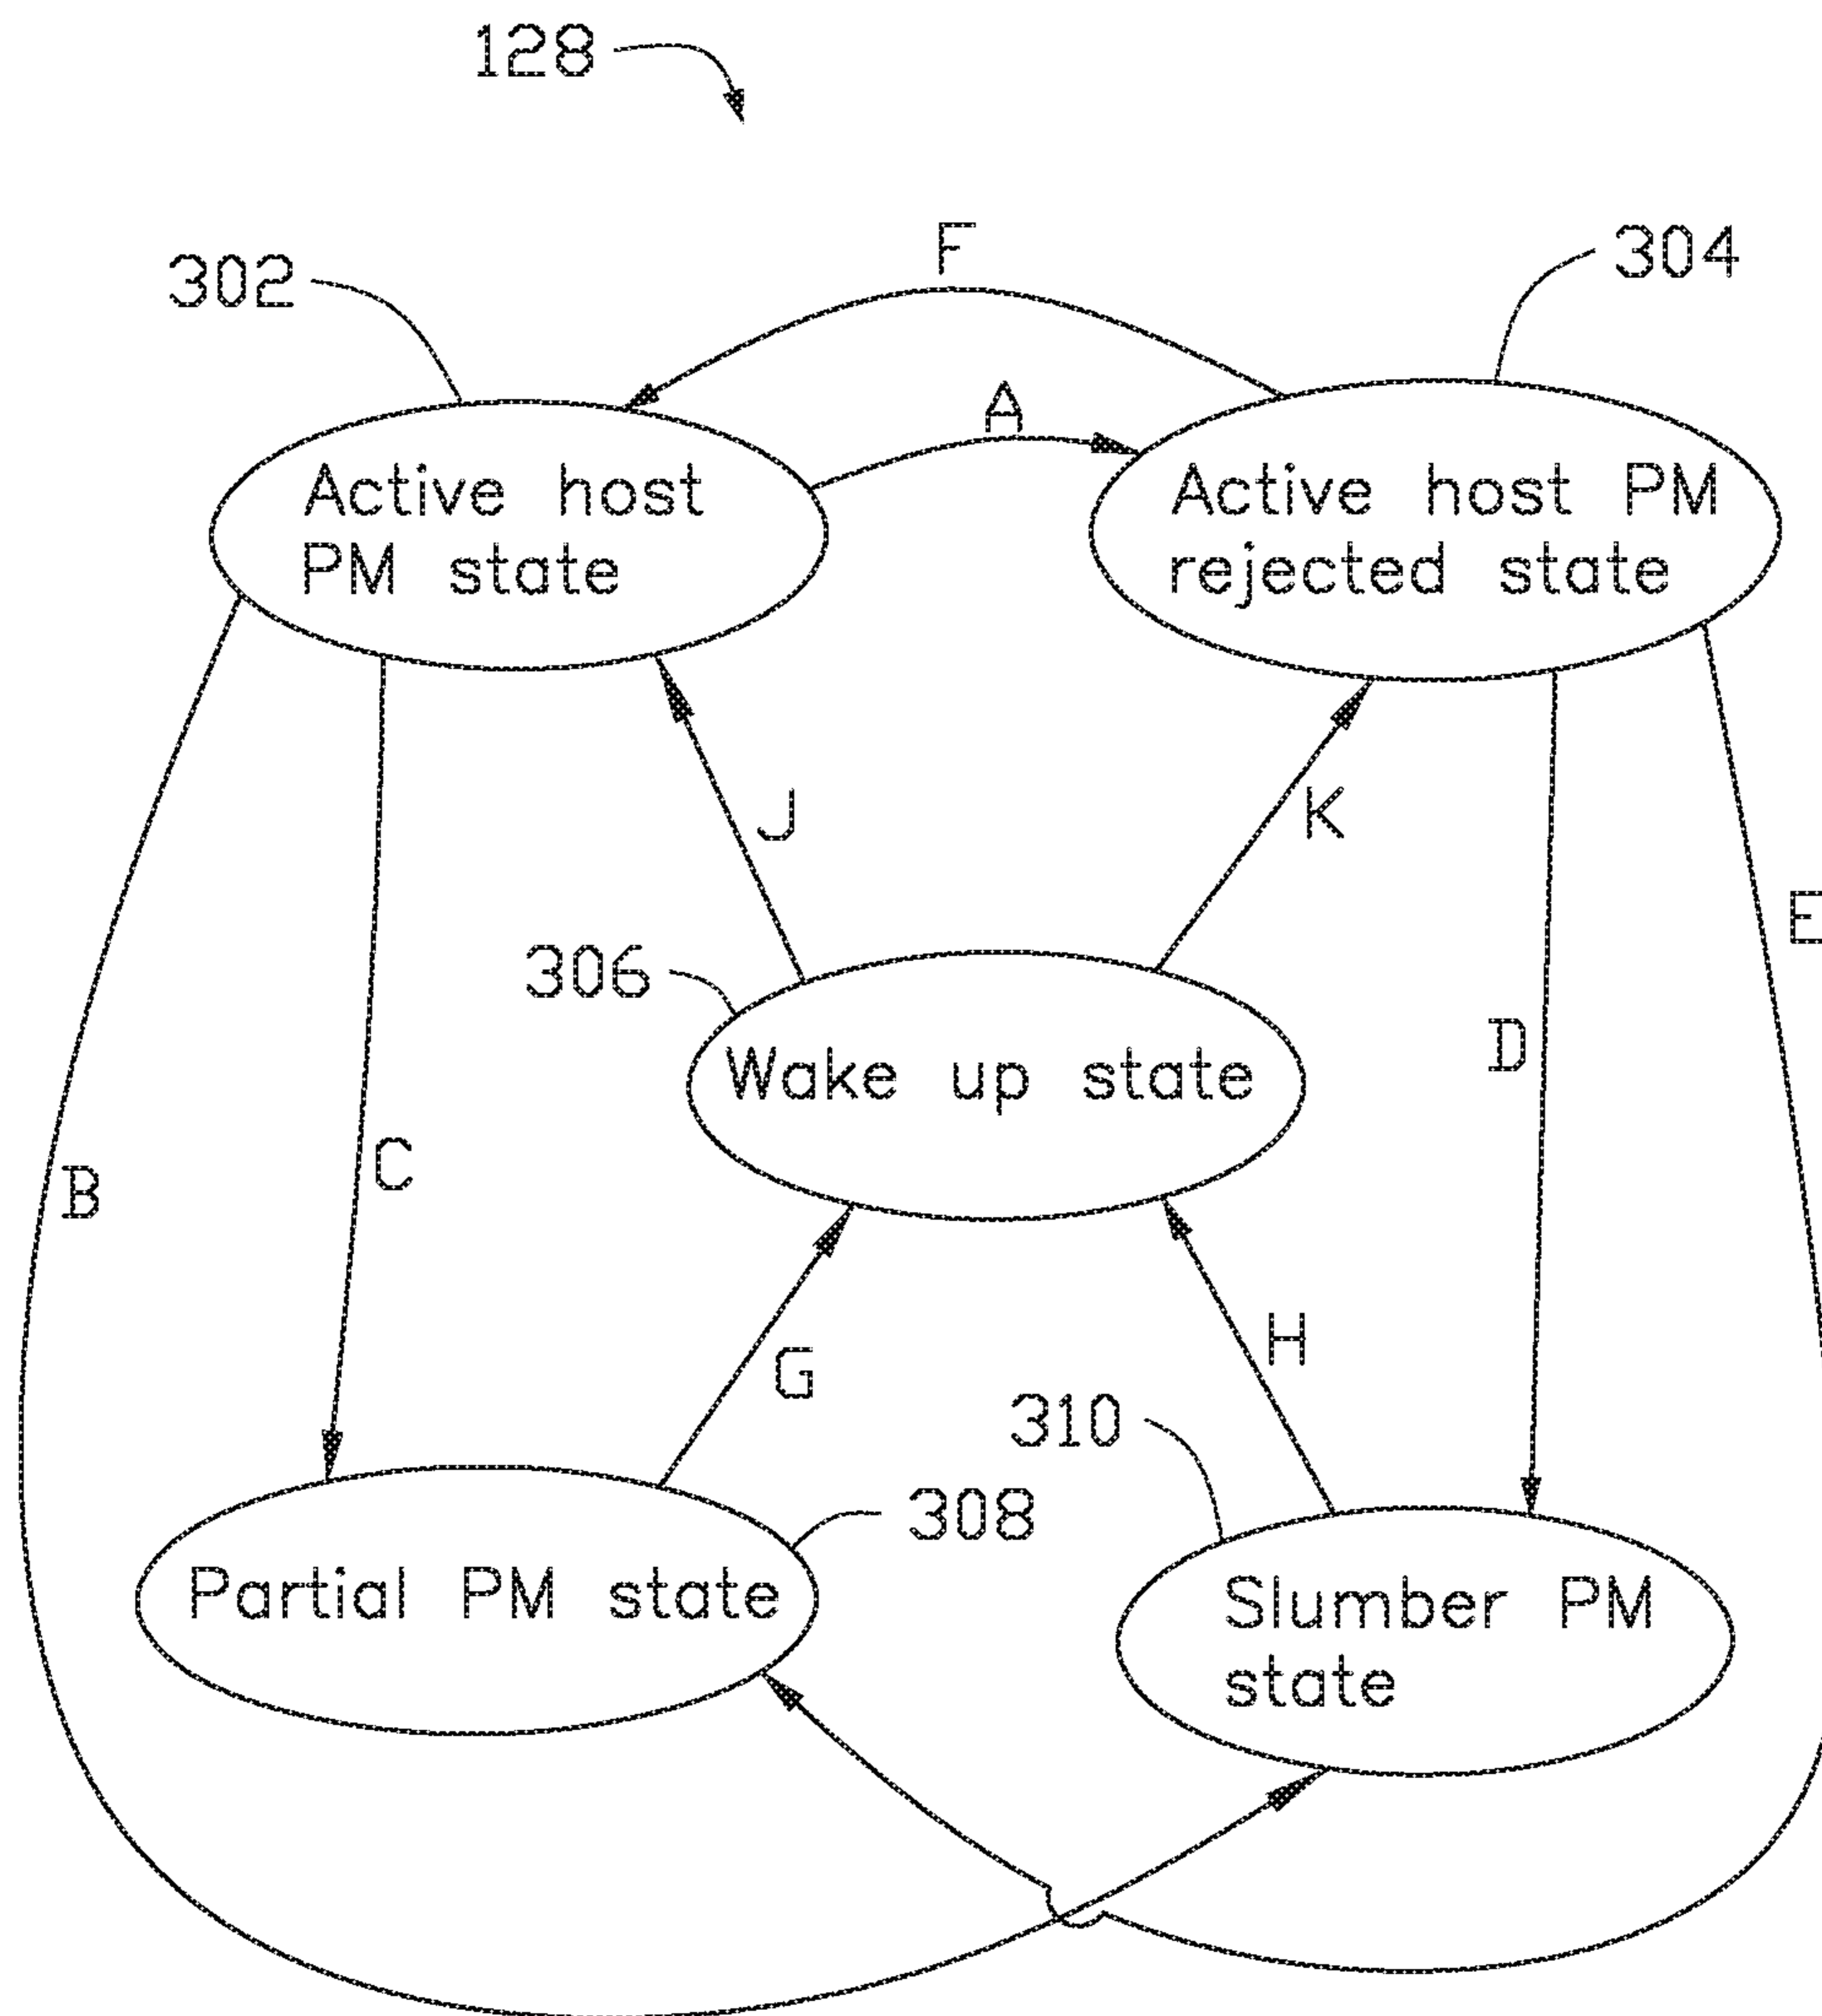 128
302
F
304
A
Active host
PM state
Active host PM
rejected state
J
K
E
306
D
Wake up state
B
C
G
H
310
308
Partial PM state
Slumber PM
state